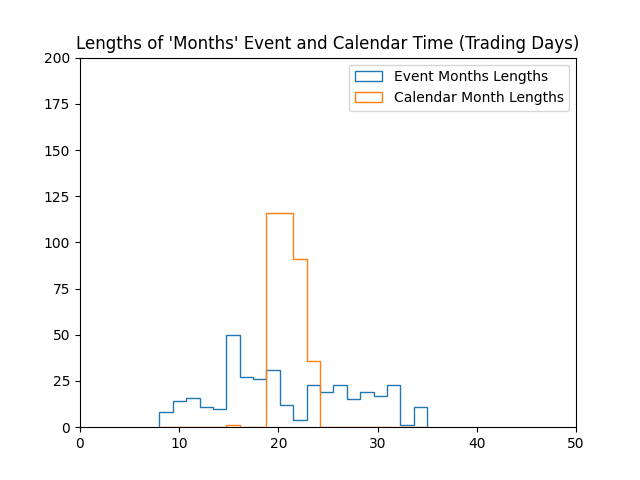 Lengths of 'Months' Event and Calendar Time (Trading Days)
200
175
150
125
100
75
50
25
0
Event Months Lengths
Calendar Month Lengths
0 10 20 30 40 50